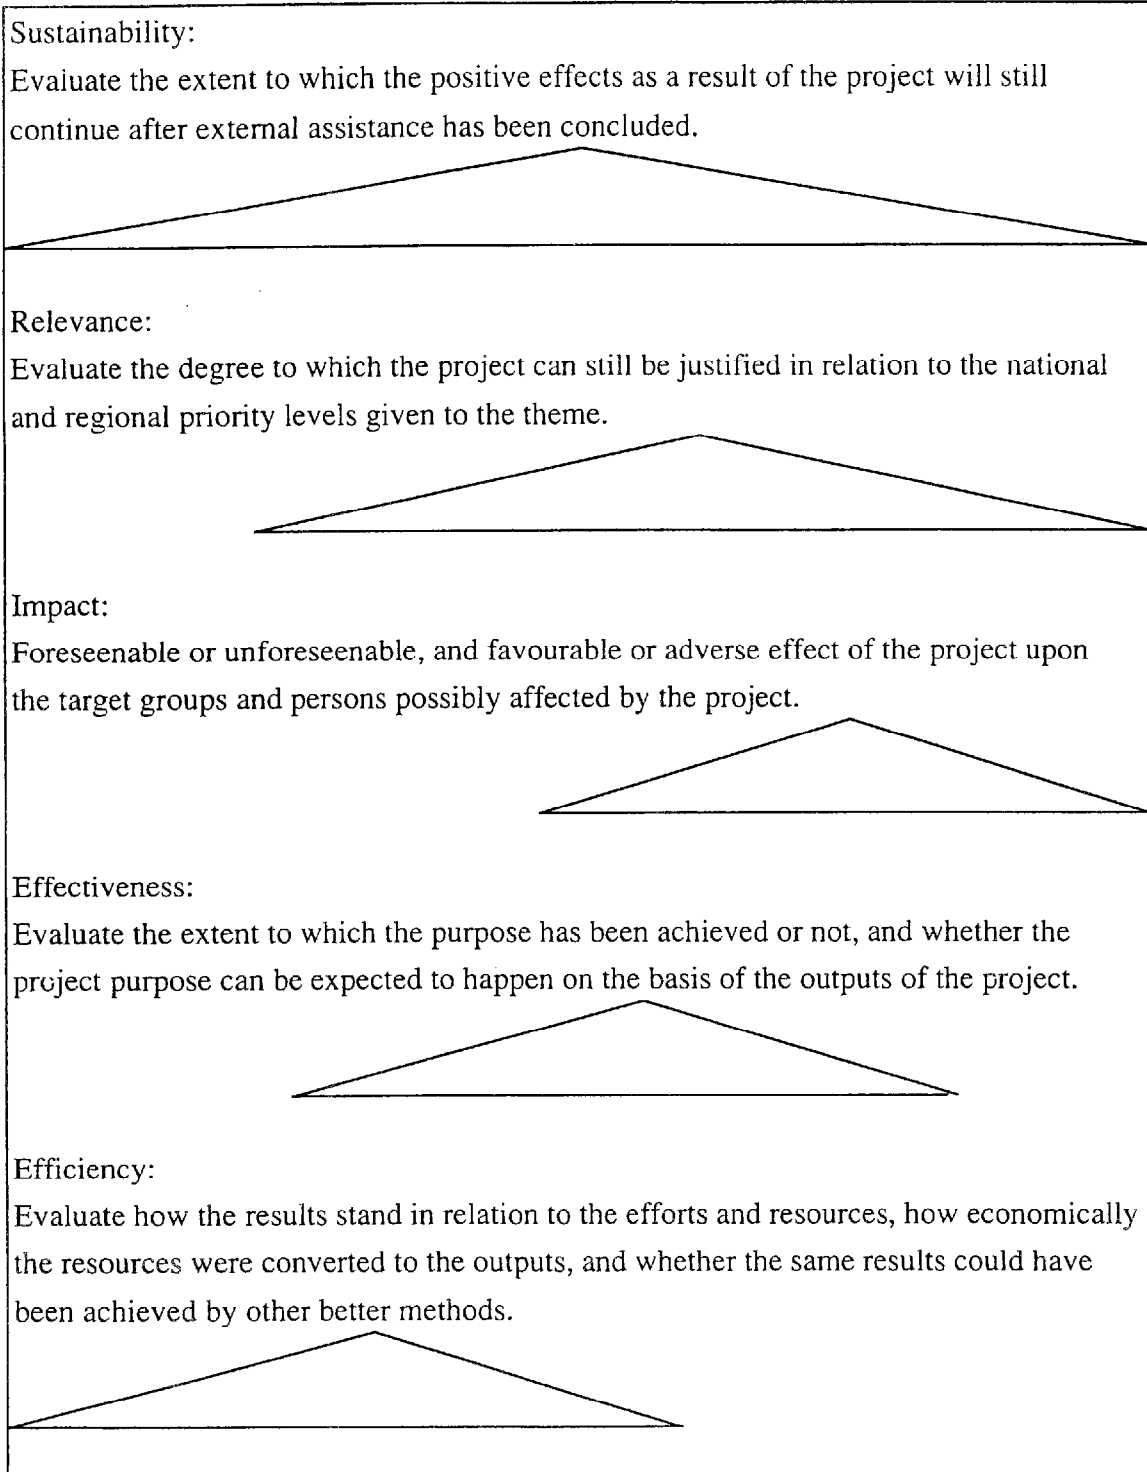 Sustainability:
Evaluate the extent to which the positive effects as a result of the project will still
continue after external assistance has been concluded.
Relevance:
Evaluate the degree to which the project can still be justified in relation to the national
and regional priority levels given to the theme.
Impact:
Foreseenable or unforeseenable, and favourable or adverse effect of the project upon
the target groups and persons possibly affected by the project.
Effectiveness:
Evaluate the extent to which the purpose has been achieved or not, and whether the
project purpose can be expected to happen on the basis of the outputs of the project.
Efficiency:
Evaluate how the results stand in relation to the efforts and resources, how economically
the resources were converted to the outputs, and whether the same results could have
been achieved by other better methods.